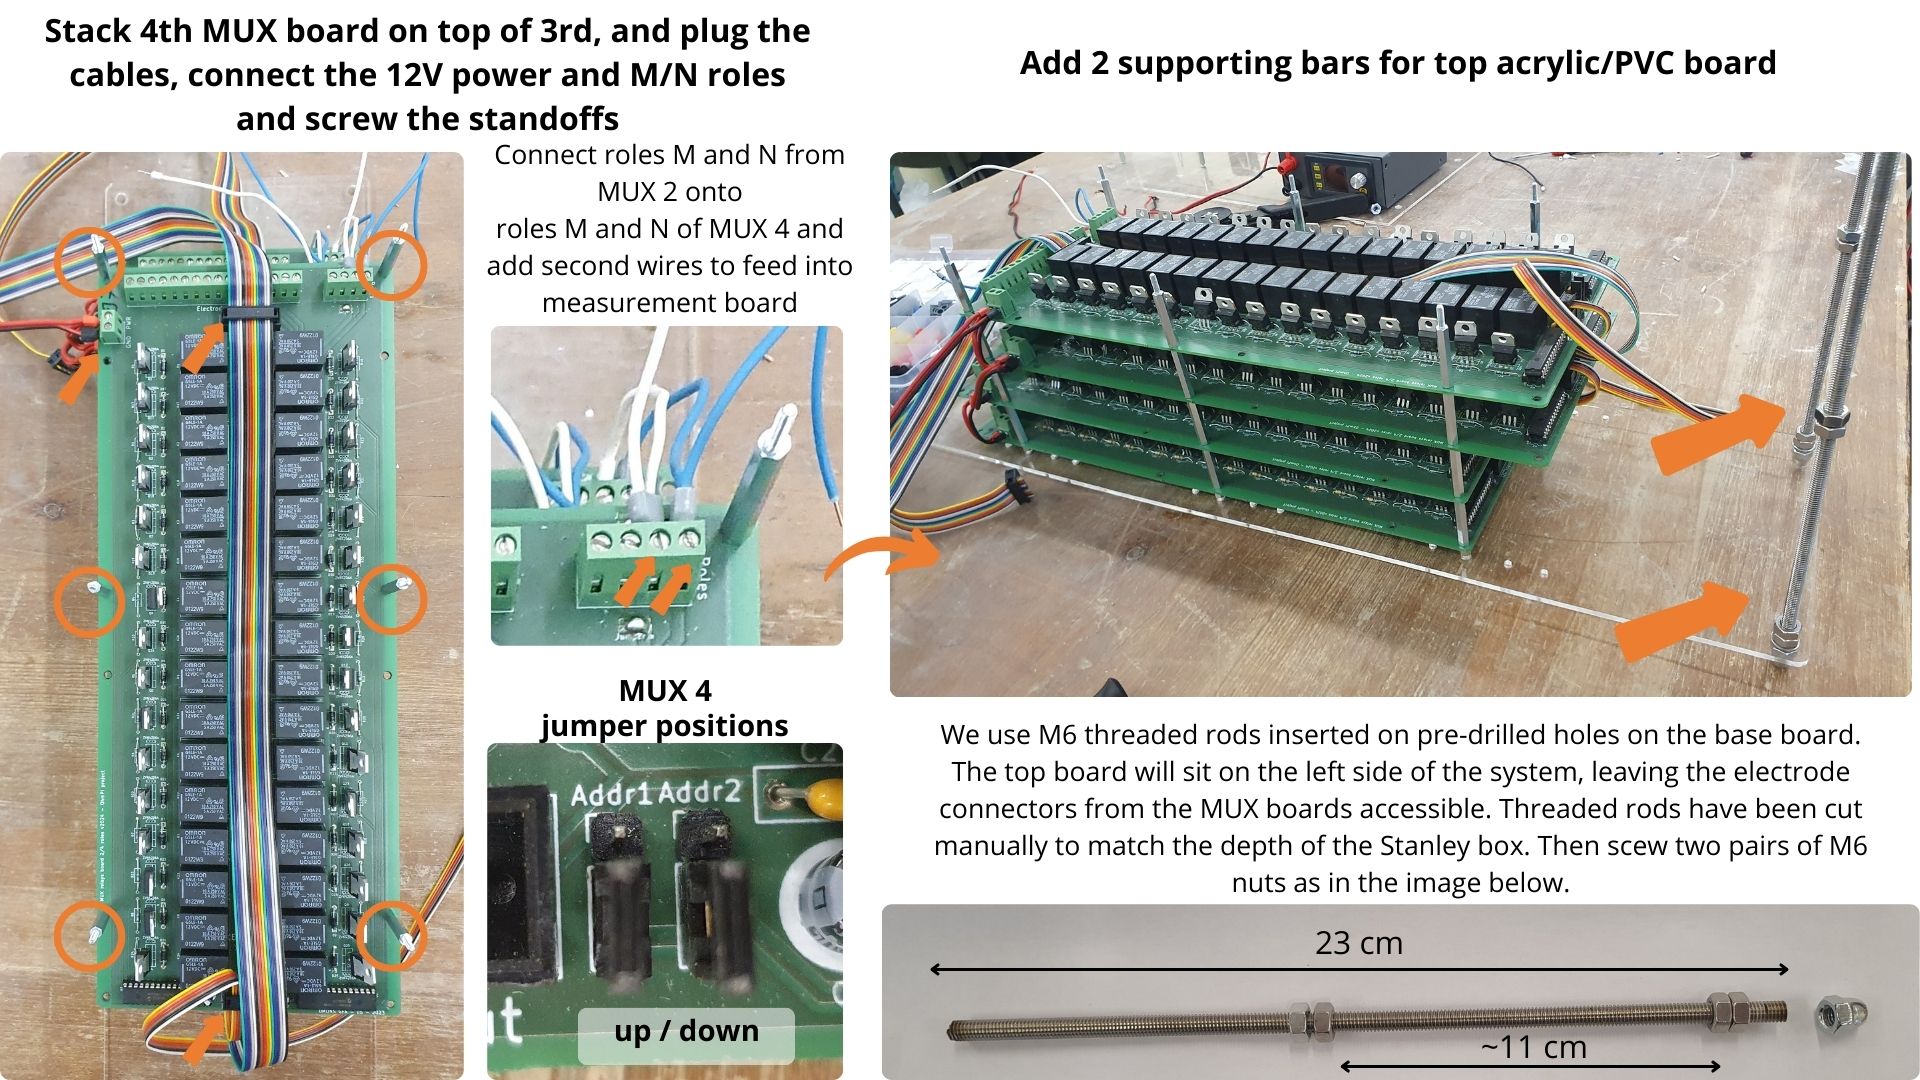 Stack 4th MUX board on top of 3rd, and plug the
cables, connect the 12V power and M/N roles
and screw the standoffs
Connect roles M and N from
MUX 2 onto
roles M and N of MUX 4 and
add second wires to feed into
measurement board
MUX 4
jumper positions
Addr1 Addr2
up / down
Add 2 supporting bars for top acrylic/PVC board
We use M6 threaded rods inserted on pre-drilled holes on the base board.
The top board will sit on the left side of the system, leaving the electrode
connectors from the MUX boards accessible. Threaded rods have been cut
manually to match the depth of the Stanley box. Then scew two pairs of M6
nuts as in the image below.
23 cm
~11 cm